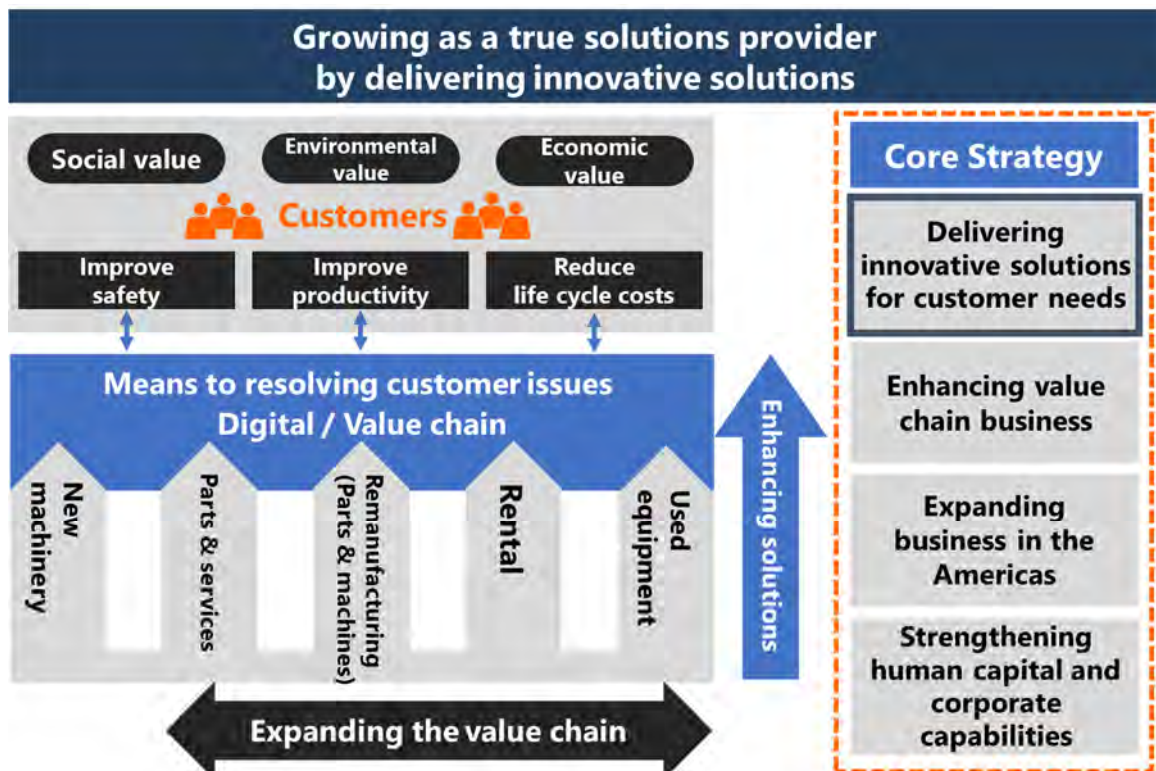 Growing as a true solutions provider
by delivering innovative solutions
Social value
Environmental
value
Economic
value
Customers
Improve
safety
Improve
productivity
Reduce
life cycle costs
Means to resolving customer issues
Digital / Value chain
New
machinery
Parts & services
Remanufacturing
(Parts & machines)
Rental
Used
equipment
Expanding the value chain
Enhancing solutions
Core Strategy
Delivering
innovative solutions
for customer needs
Enhancing value
chain business
Expanding
business in the
Americas
Strengthening
human capital and
corporate
capabilities